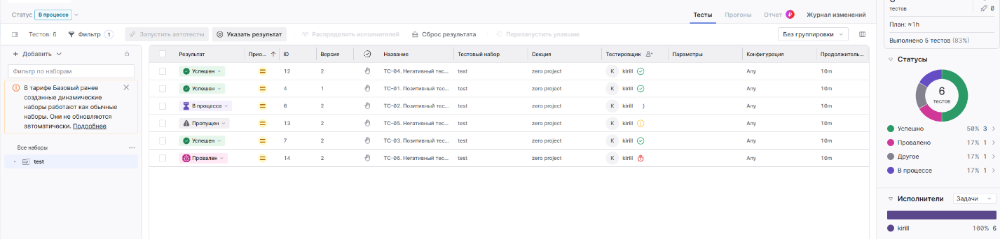 Статус В процессе
Тесты Прогоны Отчет ₽ Журнал изменений
Тестов: 6 Фильтр 1 Запустить автотесты Указать результат Распределить исполнителей Сброс результата Перезапустить упавшие Без группировки
+ Добавить
Фильтр по наборам
В тарифе Базовый ранее
созданные динамические
наборы работают как обычные
наборы. Они не обновляются
автоматически. Подробнее
Все наборы ...
test
Результат Прио... ↑ ID Версия Название Тестовый набор Секция Тестировщик Параметры Конфигурация Продолжитель...
Успешен 12 2 ТС-04. Негативный тес... test zero project K kirill Any 10m
Успешен 4 1 ТС-01. Позитивный тес... test zero project K kirill Any 10m
В процессе 6 2 ТС-02. Позитивный тес... test zero project K kirill Any 10m
Пропущен 13 2 ТС-05. Негативный тес... test zero project K kirill Any 10m
Успешен 7 2 ТС-03. Позитивный тес... test zero project K kirill Any 10m
Провален 14 2 ТС-06. Негативный тес... test zero project K kirill Any 10m
тестов 0
План: ≈1h
Выполнено 5 тестов (83%)
Статусы
6
тестов
Успешно 50% 3
Провалено 17% 1
Другое 17% 1
В процессе 17% 1
Исполнители Задачи
kirill 100% 6